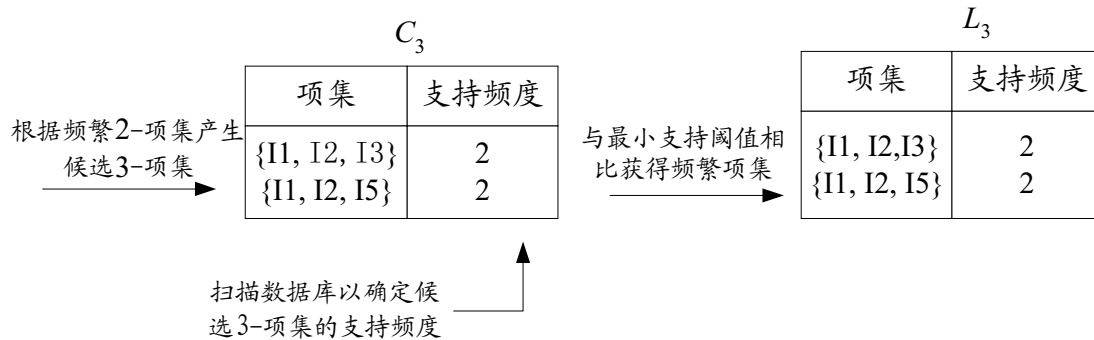 C3
L3
项集 支持频度
项集 支持频度
根据频繁2-项集产生
候选3-项集
{I1, I2, I3} 2
{I1, I2, I5} 2
与最小支持阈值相
比获得频繁项集
{I1, I2,I3} 2
{I1, I2, I5} 2
扫描数据库以确定候
选3-项集的支持频度